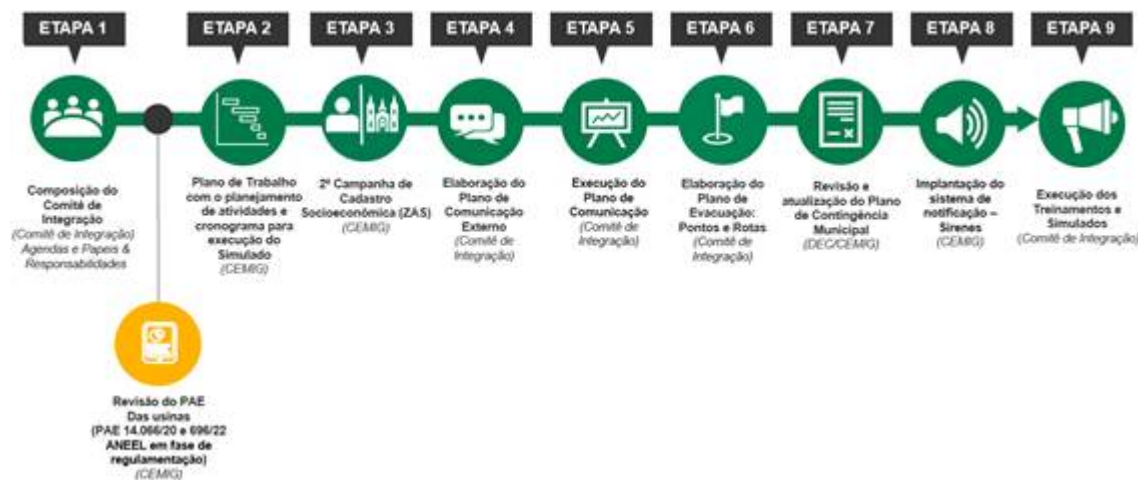 ETAPA 1
Composição do
Comitê de
Integração
(Comitê de Integração)
Agendas e Papeis &
Responsabilidades
Revisão do PAE
Das usinas
(PAE 14.066/20 e 696/22
ANEEL em fase de
regulamentação)
(CEMIG)
ETAPA 2
Plano de Trabalho
com o planejamento
de atividades e
cronograma para
execução do
Simulado
(CEMIG)
ETAPA 3
2ª Campanha de
Cadastro
Socioeconômica (ZAS)
(CEMIG)
ETAPA 4
Elaboração do
Plano de
Comunicação
Externo
(Comitê de
Integração)
ETAPA 5
Execução do
Plano de
Comunicação
(Comitê de
Integração)
ETAPA 6
Elaboração do
Plano de
Evacuação:
Pontos e Rotas
(Comitê de
Integração)
ETAPA 7
Revisão e
atualização do Plano
de Contingência
Municipal
(DEC/CEMIG)
ETAPA 8
Implantação do
sistema de
notificação –
Sirenes
(CEMIG)
ETAPA 9
Execução dos
Treinamentos e
Simulados
(Comitê de Integração)